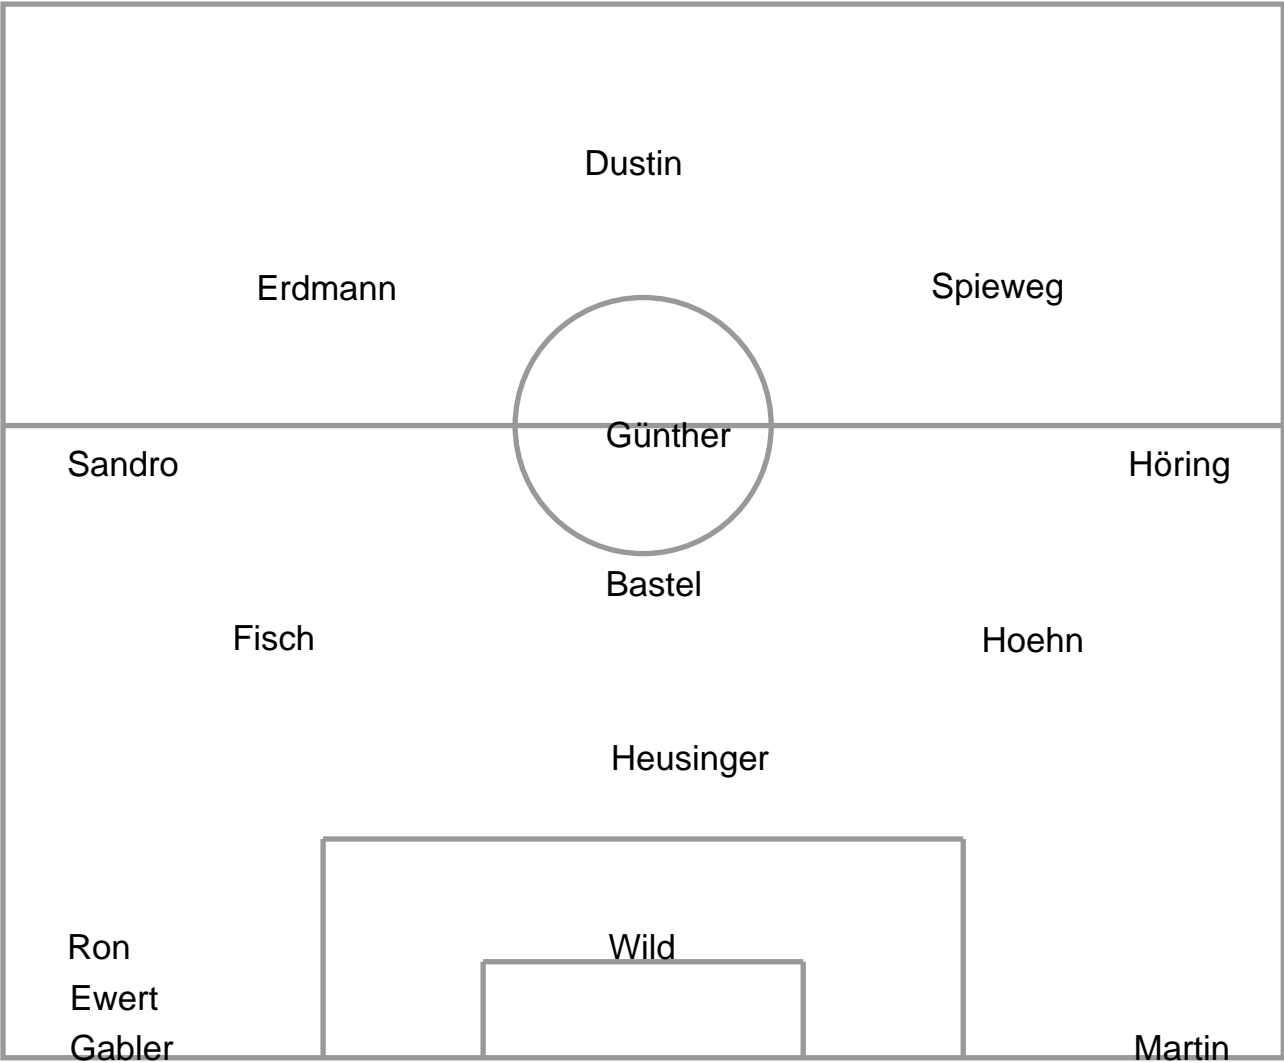 Dustin
Erdmann
Spieweg
Günther
Sandro
Höring
Bastel
Fisch
Hoehn
Heusinger
Ron
Wild
Ewert
Gabler
Martin